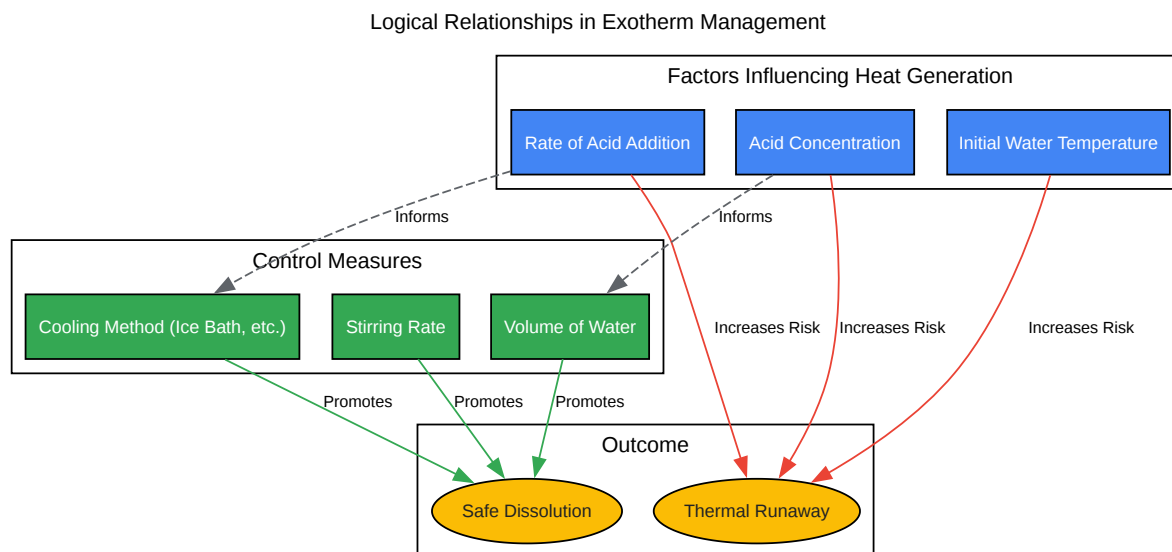 Logical Relationships in Exotherm Management
Factors Influencing Heat Generation
Rate of Acid Addition
Acid Concentration
Initial Water Temperature
Informs
Informs
Control Measures
Cooling Method (Ice Bath, etc.)
Stirring Rate
Volume of Water
Increases Risk
Increases Risk
Increases Risk
Promotes
Promotes
Promotes
Outcome
Safe Dissolution
Thermal Runaway